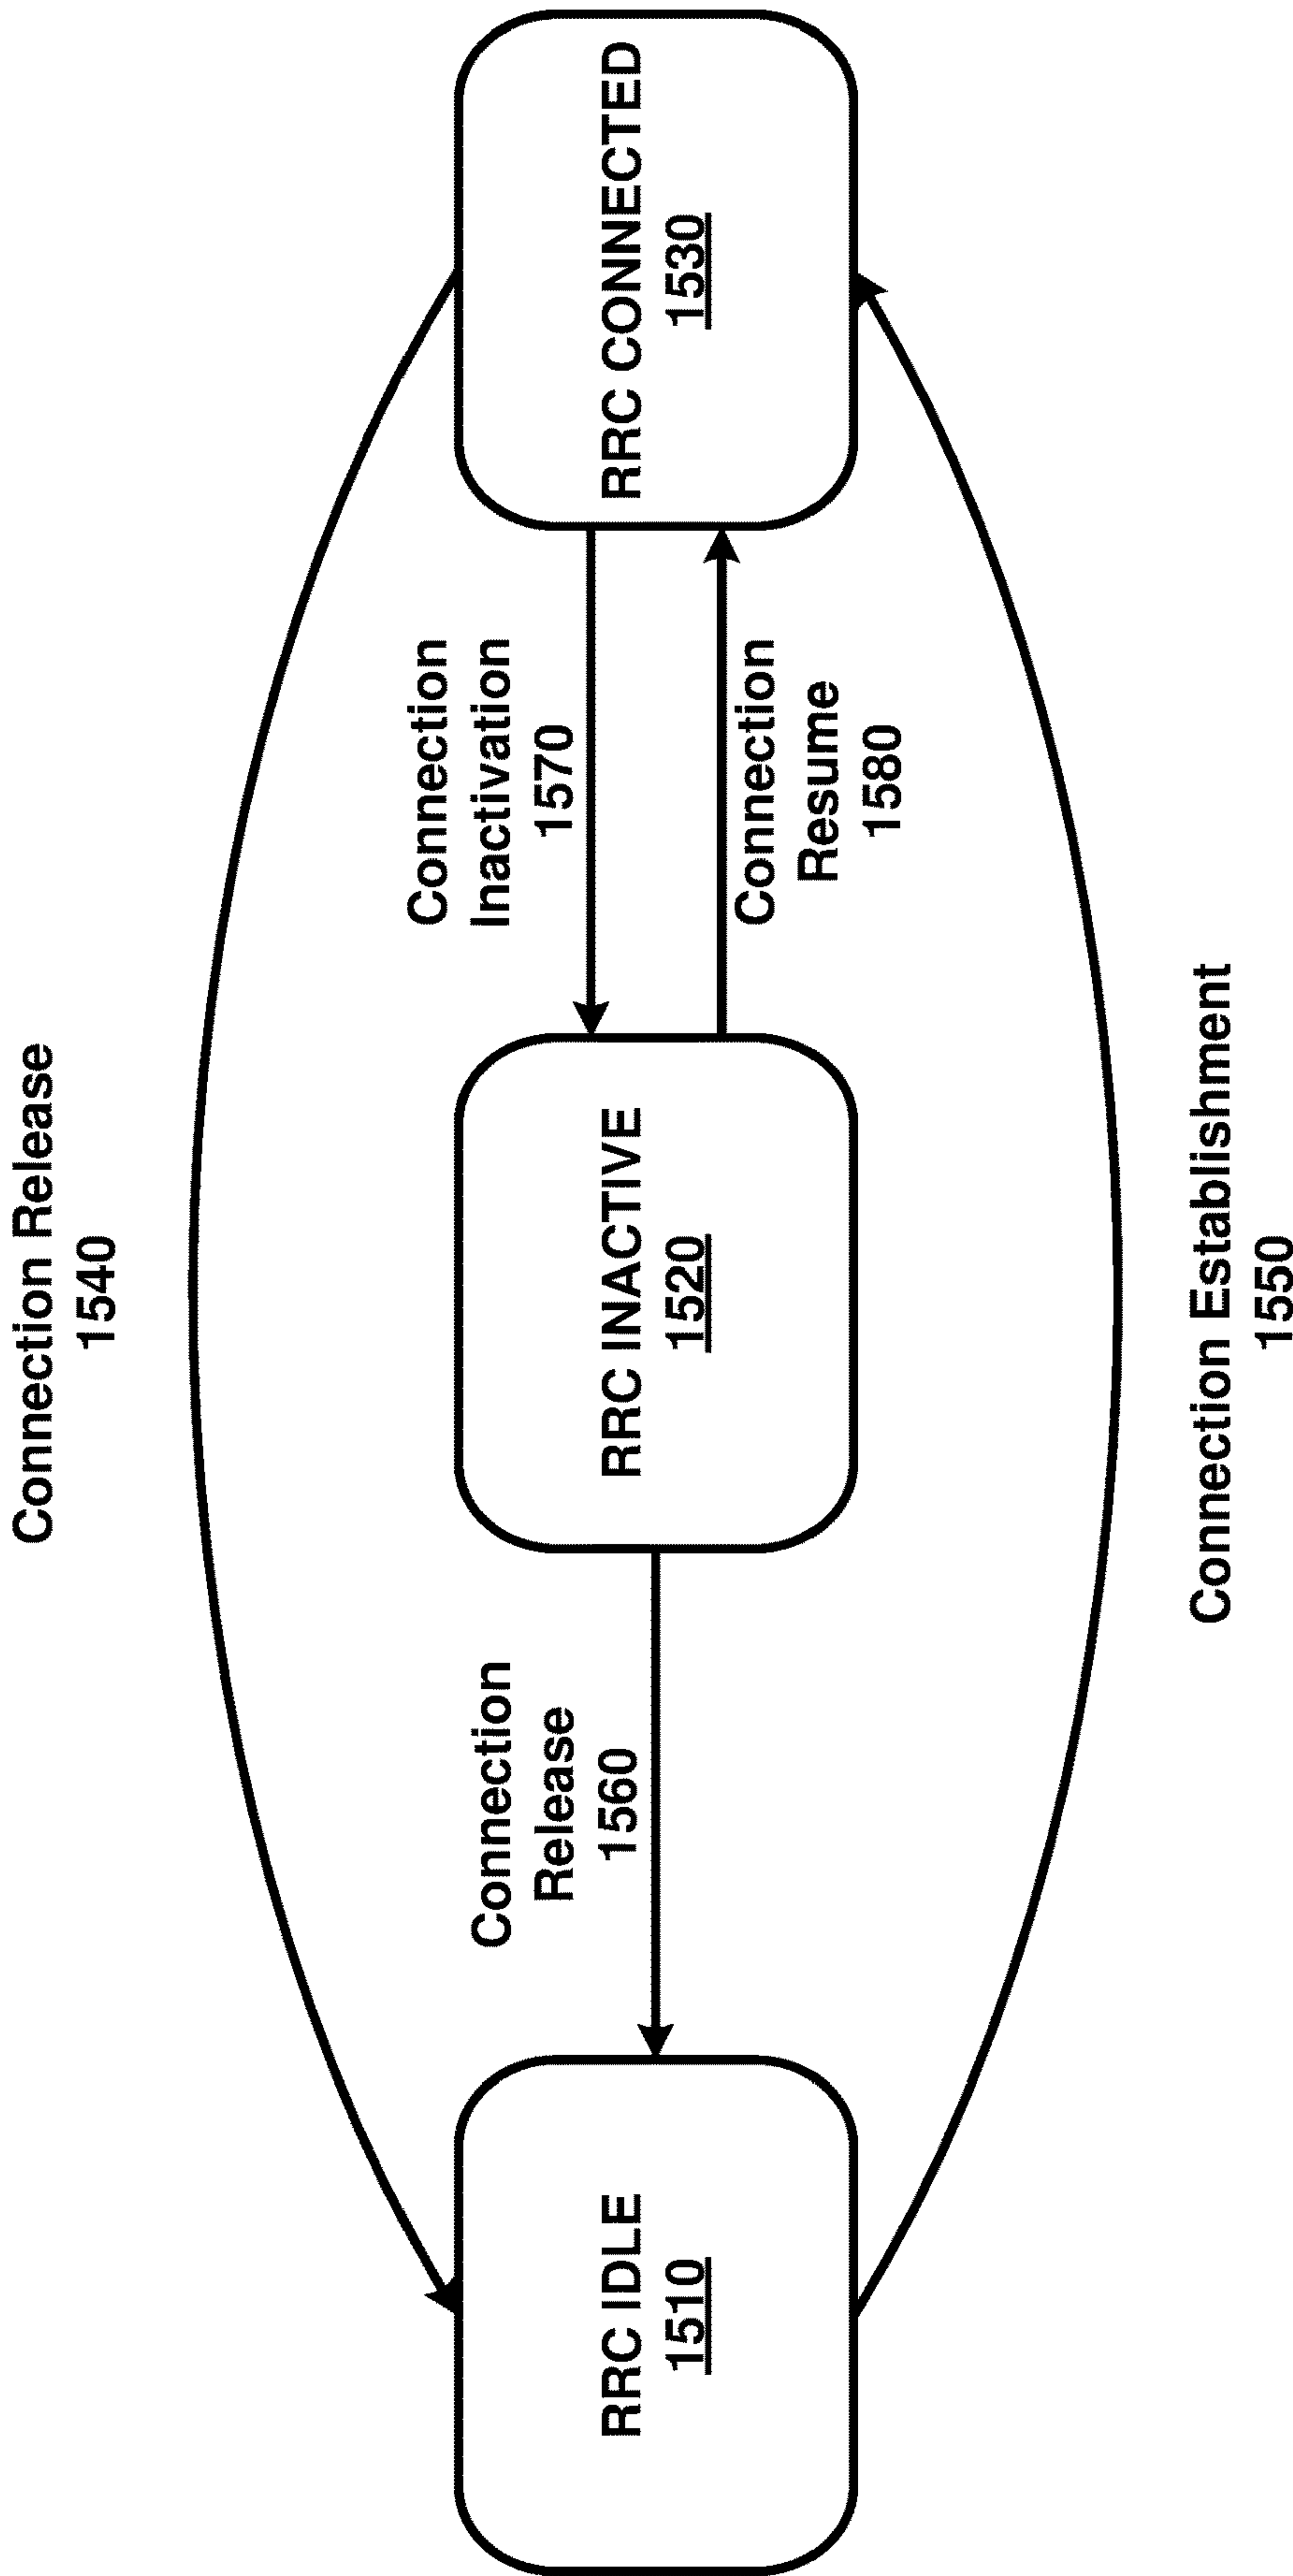 Connection Release
1540
Connection
Inactivation
1570
Connection
Release
1560
RRC IDLE
1510
RRC INACTIVE
1520
RRC CONNECTED
1530
Connection
Resume
1580
Connection Establishment
1550